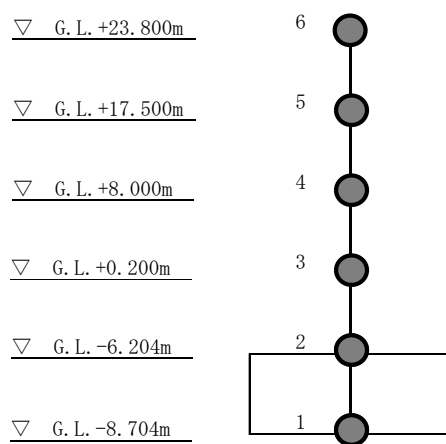 ▽ G.L.+23.800m 6
▽ G.L.+17.500m 5
▽ G.L.+8.000m 4
▽ G.L.+0.200m 3
▽ G.L.-6.204m 2
▽ G.L.-8.704m 1